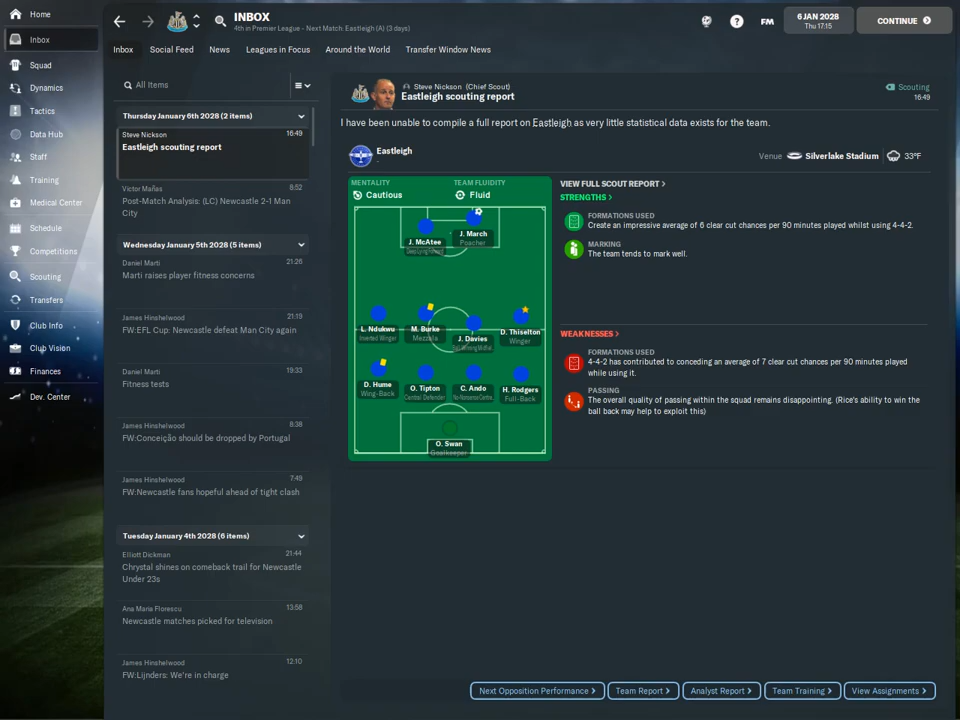 Home
Inbox
Squad
Dynamics
Tactics
Data Hub
Staff
Training
Medical Center
Schedule
Competitions
Scouting
Transfers
Club Info
Club Vision
Finances
Dev. Center
INBOX
4th in Premier League - Next Match: Eastleigh (A) (3 days)
?
FM
6 JAN 2028
Thu 17:15
CONTINUE
Inbox
Social Feed
News
Leagues in Focus
Around the World
Transfer Window News
All Items
Thursday January 6th 2028 (2 items)
Steve Nickson 16:49
Eastleigh scouting report
Víctor Mañas 8:52
Post-Match Analysis: (LC) Newcastle 2-1 Man
City
Wednesday January 5th 2028 (5 items)
Daniel Marti 21:26
Marti raises player fitness concerns
James Hinshelwood 21:19
FW:EFL Cup: Newcastle defeat Man City again
Daniel Marti 19:33
Fitness tests
James Hinshelwood 8:38
FW:Conceição should be dropped by Portugal
James Hinshelwood 7:49
FW:Newcastle fans hopeful ahead of tight clash
Tuesday January 4th 2028 (6 items)
Elliott Dickman 21:44
Chrystal shines on comeback trail for Newcastle
Under 23s
Ana Maria Florescu 13:58
Newcastle matches picked for television
James Hinshelwood 12:10
FW:Lijnders: We're in charge
Steve Nickson (Chief Scout)
Eastleigh scouting report
Scouting
16:49
I have been unable to compile a full report on Eastleigh as very little statistical data exists for the team.
Eastleigh
-
Venue Silverlake Stadium 33°F
MENTALITY
Cautious
TEAM FLUIDITY
Fluid
J. McAtee
J. March
Poacher
L. Ndukwu
Inverted Winger
M. Burke
Mezzala
J. Davies
D. Thiselton
Winger
D. Hume
Wing-Back
O. Tipton
Central Defender
C. Ando
No-Nonsense Centre...
H. Rodgers
Full-Back
O. Swan
Goalkeeper
VIEW FULL SCOUT REPORT
STRENGTHS
FORMATIONS USED
Create an impressive average of 6 clear cut chances per 90 minutes played whilst using 4-4-2.
MARKING
The team tends to mark well.
WEAKNESSES
FORMATIONS USED
4-4-2 has contributed to conceding an average of 7 clear cut chances per 90 minutes played
while using it.
PASSING
The overall quality of passing within the squad remains disappointing. (Rice's ability to win the
ball back may help to exploit this)
Next Opposition Performance
Team Report
Analyst Report
Team Training
View Assignments